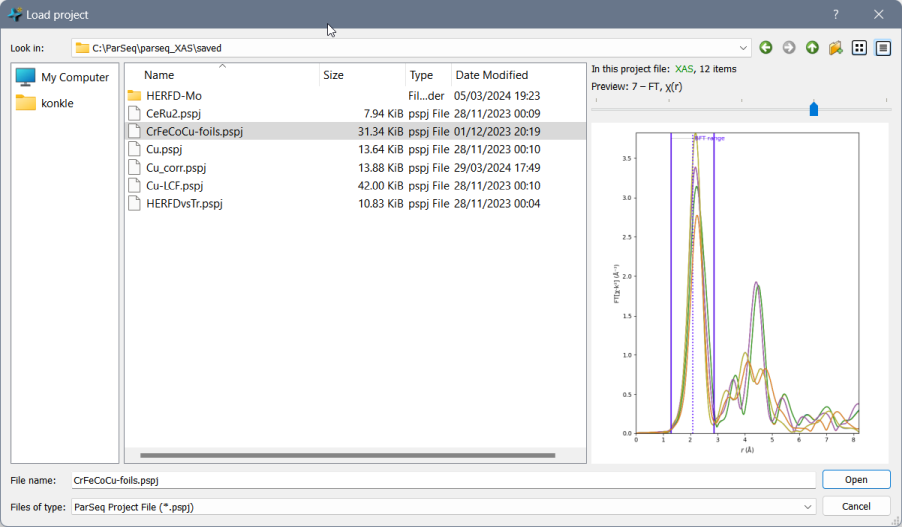 Load project
?
Look in:
C:\ParSeq\parseq_XAS\saved
My Computer
konkle
Name Size Type Date Modified
HERFD-Mo Fil...der 05/03/2024 19:23
CeRu2.pspj 7.94 KiB pspj File 28/11/2023 00:09
CrFeCoCu-foils.pspj 31.34 KiB pspj File 01/12/2023 20:19
Cu.pspj 13.64 KiB pspj File 28/11/2023 00:10
Cu_corr.pspj 13.88 KiB pspj File 29/03/2024 17:49
Cu-LCF.pspj 42.00 KiB pspj File 28/11/2023 00:10
HERFDvsTr.pspj 10.83 KiB pspj File 28/11/2023 00:04
In this project file: XAS, 12 items
Preview: 7 – FT, χ(r)
range
3.5
3.0
2.5
2.0
1.5
1.0
0.5
0.0
0 1 2 3 4 5 6 7 8
r (Å)
File name: CrFeCoCu-foils.pspj Open
Files of type: ParSeq Project File (*.pspj) Cancel